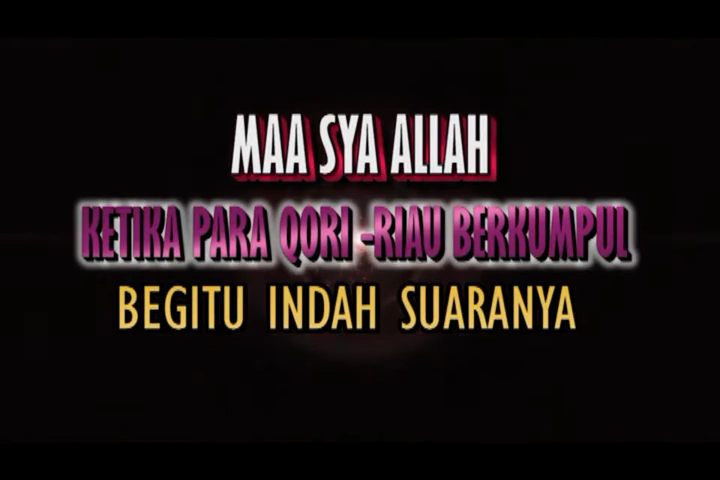 MAA SYA ALLAH
KETIKA PARA QORI -RIAU BERKUMPUL
BEGITU INDAH SUARANYA